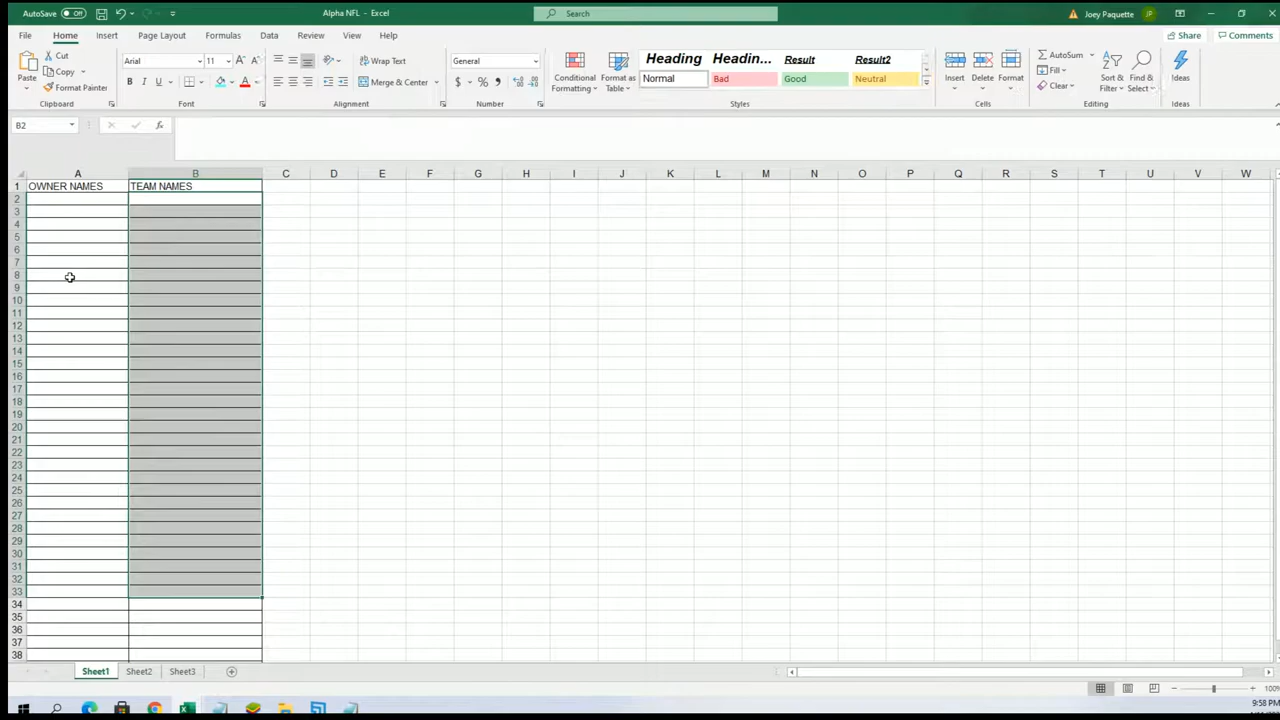 AutoSave Off Alpha NFL - Excel Search Joey Paquette JP
File Home Insert Page Layout Formulas Data Review View Help Share Comments
Paste Cut Copy Format Painter Clipboard
Arial 11 A A B I U A Font
Wrap Text Merge & Center Alignment
General $ % , Number
Conditional Formatting Format as Table
Heading Headin... Result Result2
Normal Bad Good Neutral
Styles
Insert Delete Format Cells
AutoSum Fill Clear Sort & Filter Find & Select Editing
Ideas Ideas
B2 fx
A B C D E F G H I J K L M N O P Q R S T U V W
1 OWNER NAMES TEAM NAMES
2
3
4
5
6
7
8
9
10
11
12
13
14
15
16
17
18
19
20
21
22
23
24
25
26
27
28
29
30
31
32
33
34
35
36
37
38
Sheet1 Sheet2 Sheet3
100%
9:58 PM